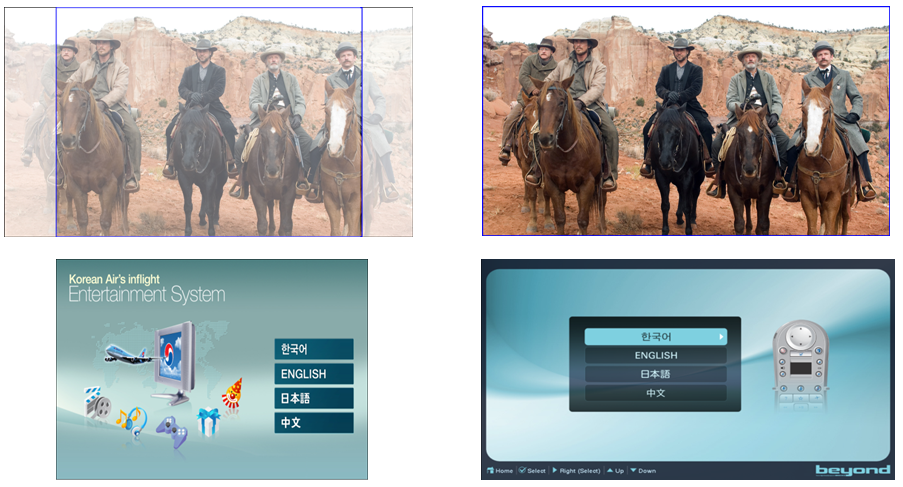 Korean Air's inflight
Entertainment System
한국어
ENGLISH
日本語
中文
한국어
ENGLISH
日本語
中文
Home Select Right (Select) Up Down
beyond